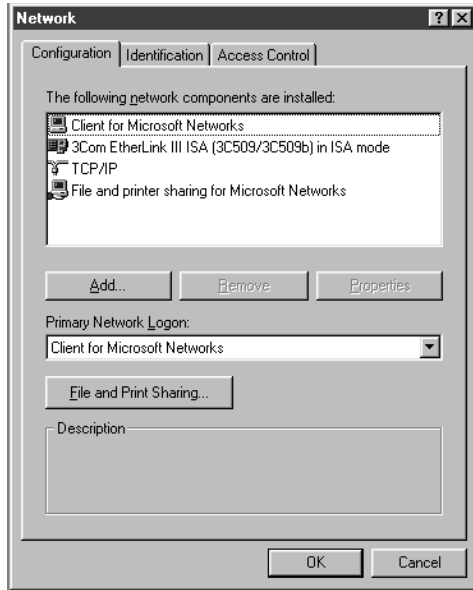 Network
Configuration Identification Access Control
The following network components are installed:
Client for Microsoft Networks
3Com EtherLink III ISA (3C509/3C509b) in ISA mode
TCP/IP
File and printer sharing for Microsoft Networks
Add... Remove Properties
Primary Network Logon:
Client for Microsoft Networks
File and Print Sharing...
Description
OK Cancel